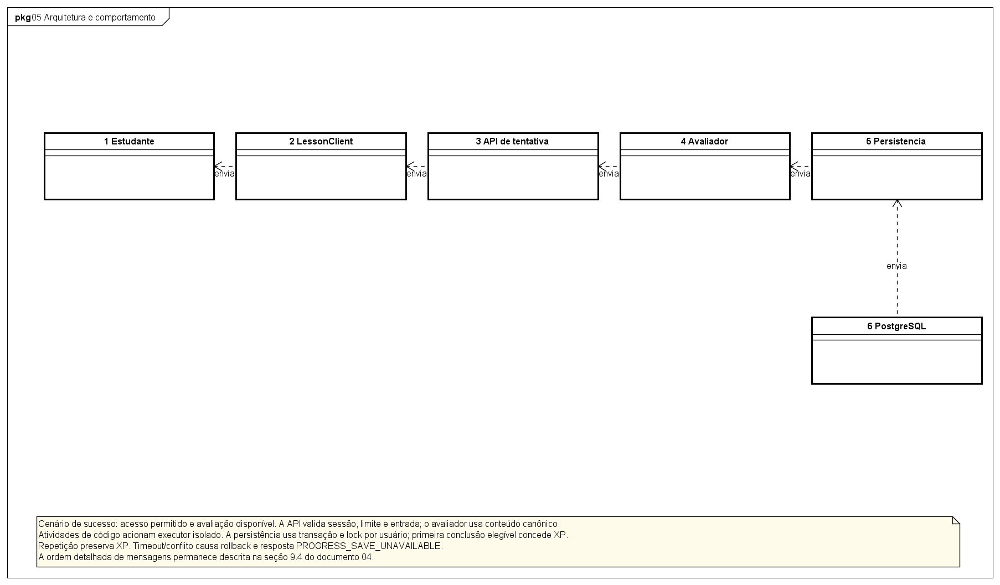 pkg 05 Arquitetura e comportamento
1 Estudante
2 LessonClient
3 API de tentativa
4 Avaliador
5 Persistencia
envia
envia
envia
envia
envia
6 PostgreSQL
Cenário de sucesso: acesso permitido e avaliação disponível. A API valida sessão, limite e entrada; o avaliador usa conteúdo canônico.
Atividades de código acionam executor isolado. A persistência usa transação e lock por usuário; primeira conclusão elegível concede XP.
Repetição preserva XP. Timeout/conflito causa rollback e resposta PROGRESS_SAVE_UNAVAILABLE.
A ordem detalhada de mensagens permanece descrita na seção 9.4 do documento 04.